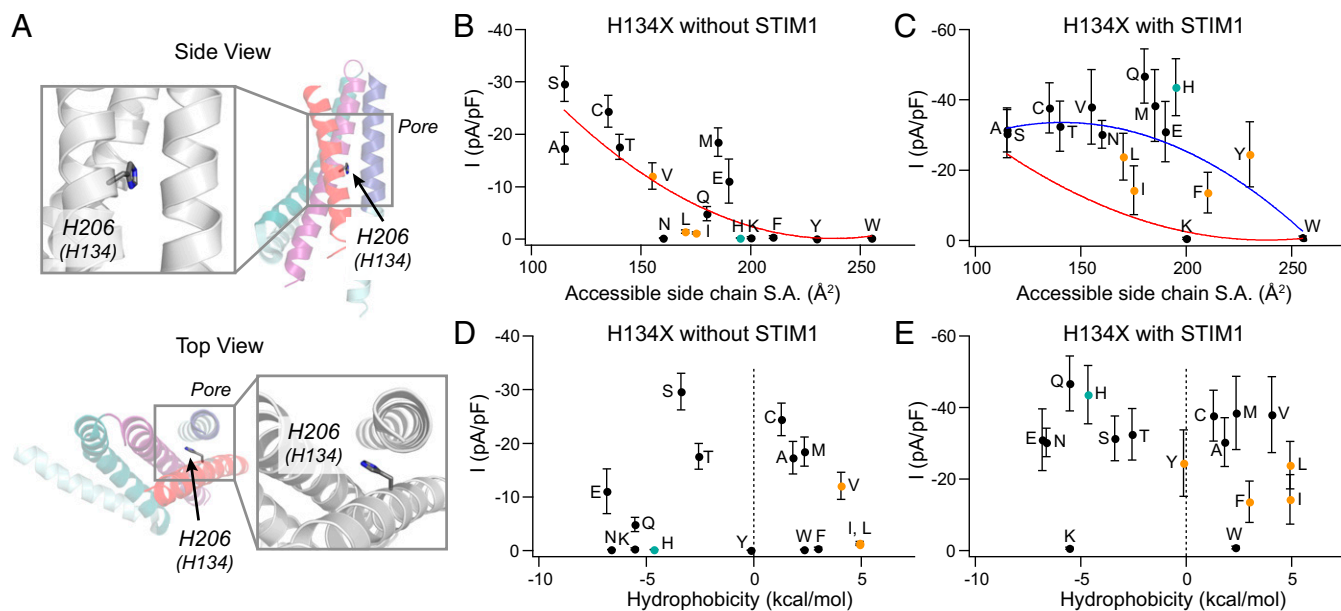 A
Side View
Pore
H206
(H134)
H206
(H134)
Top View
Pore
H206
(H134)
H206
(H134)
B
H134X without STIM1
I (pA/pF)
-40
-30
-20
-10
0
S
A
C
T
V
M
E
Q
N
L
I
H
K
F
Y
W
100
150
200
250
Accessible side chain S.A. (Å²)
C
H134X with STIM1
I (pA/pF)
-60
-40
-20
0
A
S
C
T
V
N
Q
M
H
E
L
I
F
Y
K
W
100
150
200
250
Accessible side chain S.A. (Å²)
D
H134X without STIM1
I (pA/pF)
-40
-30
-20
-10
0
S
T
C
A
M
V
E
Q
N
K
H
Y
W
F
I, L
-10
-5
0
5
Hydrophobicity (kcal/mol)
E
H134X with STIM1
I (pA/pF)
-60
-40
-20
0
Q
H
E
N
S
T
C
M
V
A
Y
L
F
I
K
W
-10
-5
0
5
Hydrophobicity (kcal/mol)